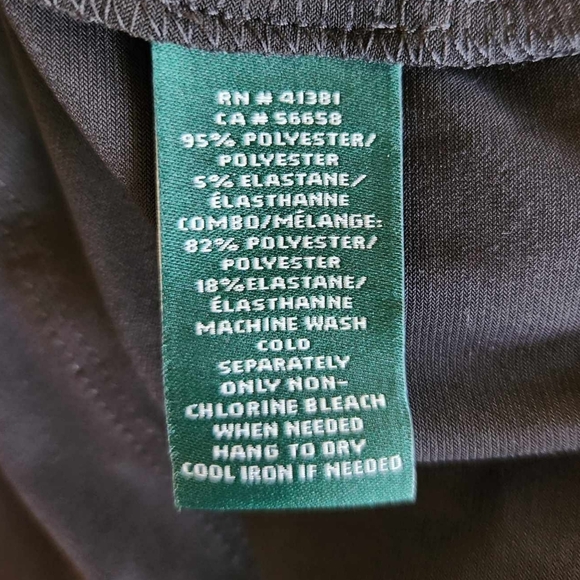 RN # 41381
CA # 56658
95% POLYESTER/
POLYESTER
5% ELASTANE/
ÉLASTHANNE
COMBO/MÉLANGE:
82% POLYESTER/
POLYESTER
18%ELASTANE/
ÉLASTHANNE
MACHINE WASH
COLD
SEPARATELY
ONLY NON-
CHLORINE BLEACH
WHEN NEEDED
HANG TO DRY
COOL IRON IF NEEDED